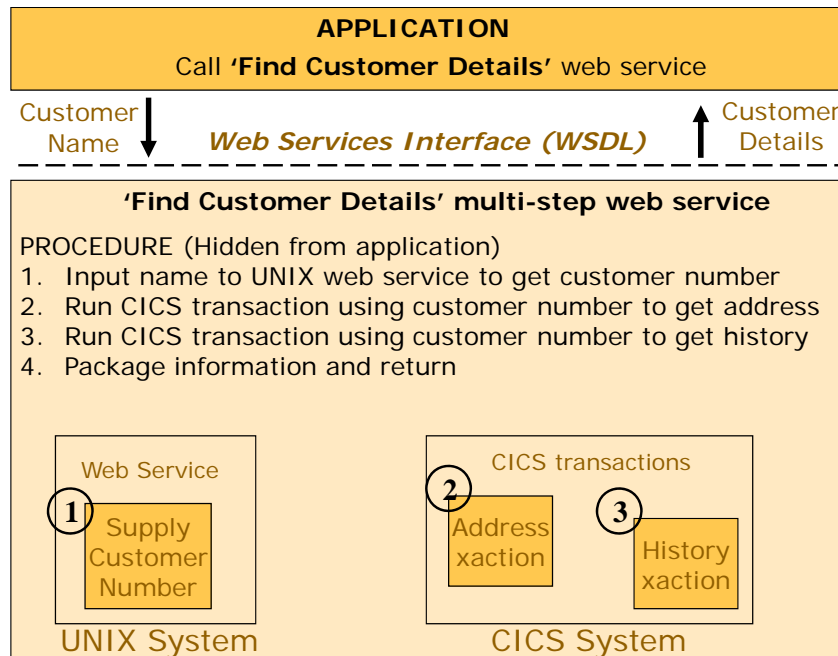 APPLICATION
Call 'Find Customer Details' web service
Customer
Name
Web Services Interface (WSDL)
Customer
Details
'Find Customer Details' multi-step web service
PROCEDURE (Hidden from application)
1. Input name to UNIX web service to get customer number
2. Run CICS transaction using customer number to get address
3. Run CICS transaction using customer number to get history
4. Package information and return
Web Service
1
Supply
Customer
Number
UNIX System
CICS transactions
2
Address
xaction
3
History
xaction
CICS System